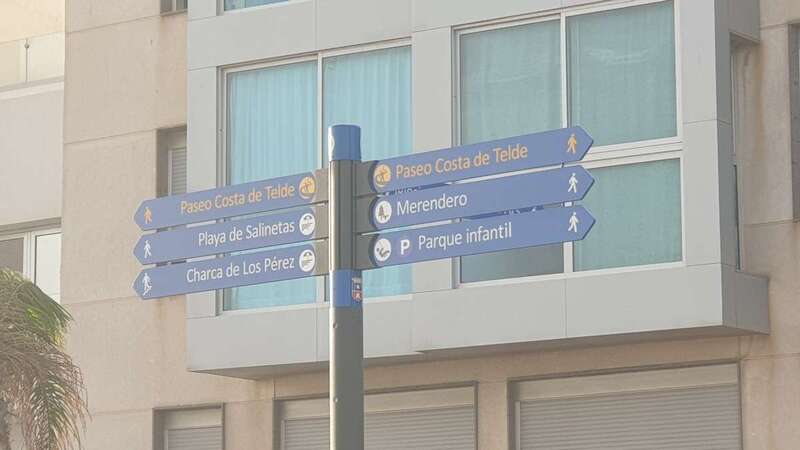 Paseo Costa de Telde
Playa de Salinetas
Charca de Los Pérez
Paseo Costa de Telde
Merendero
P Parque infantil